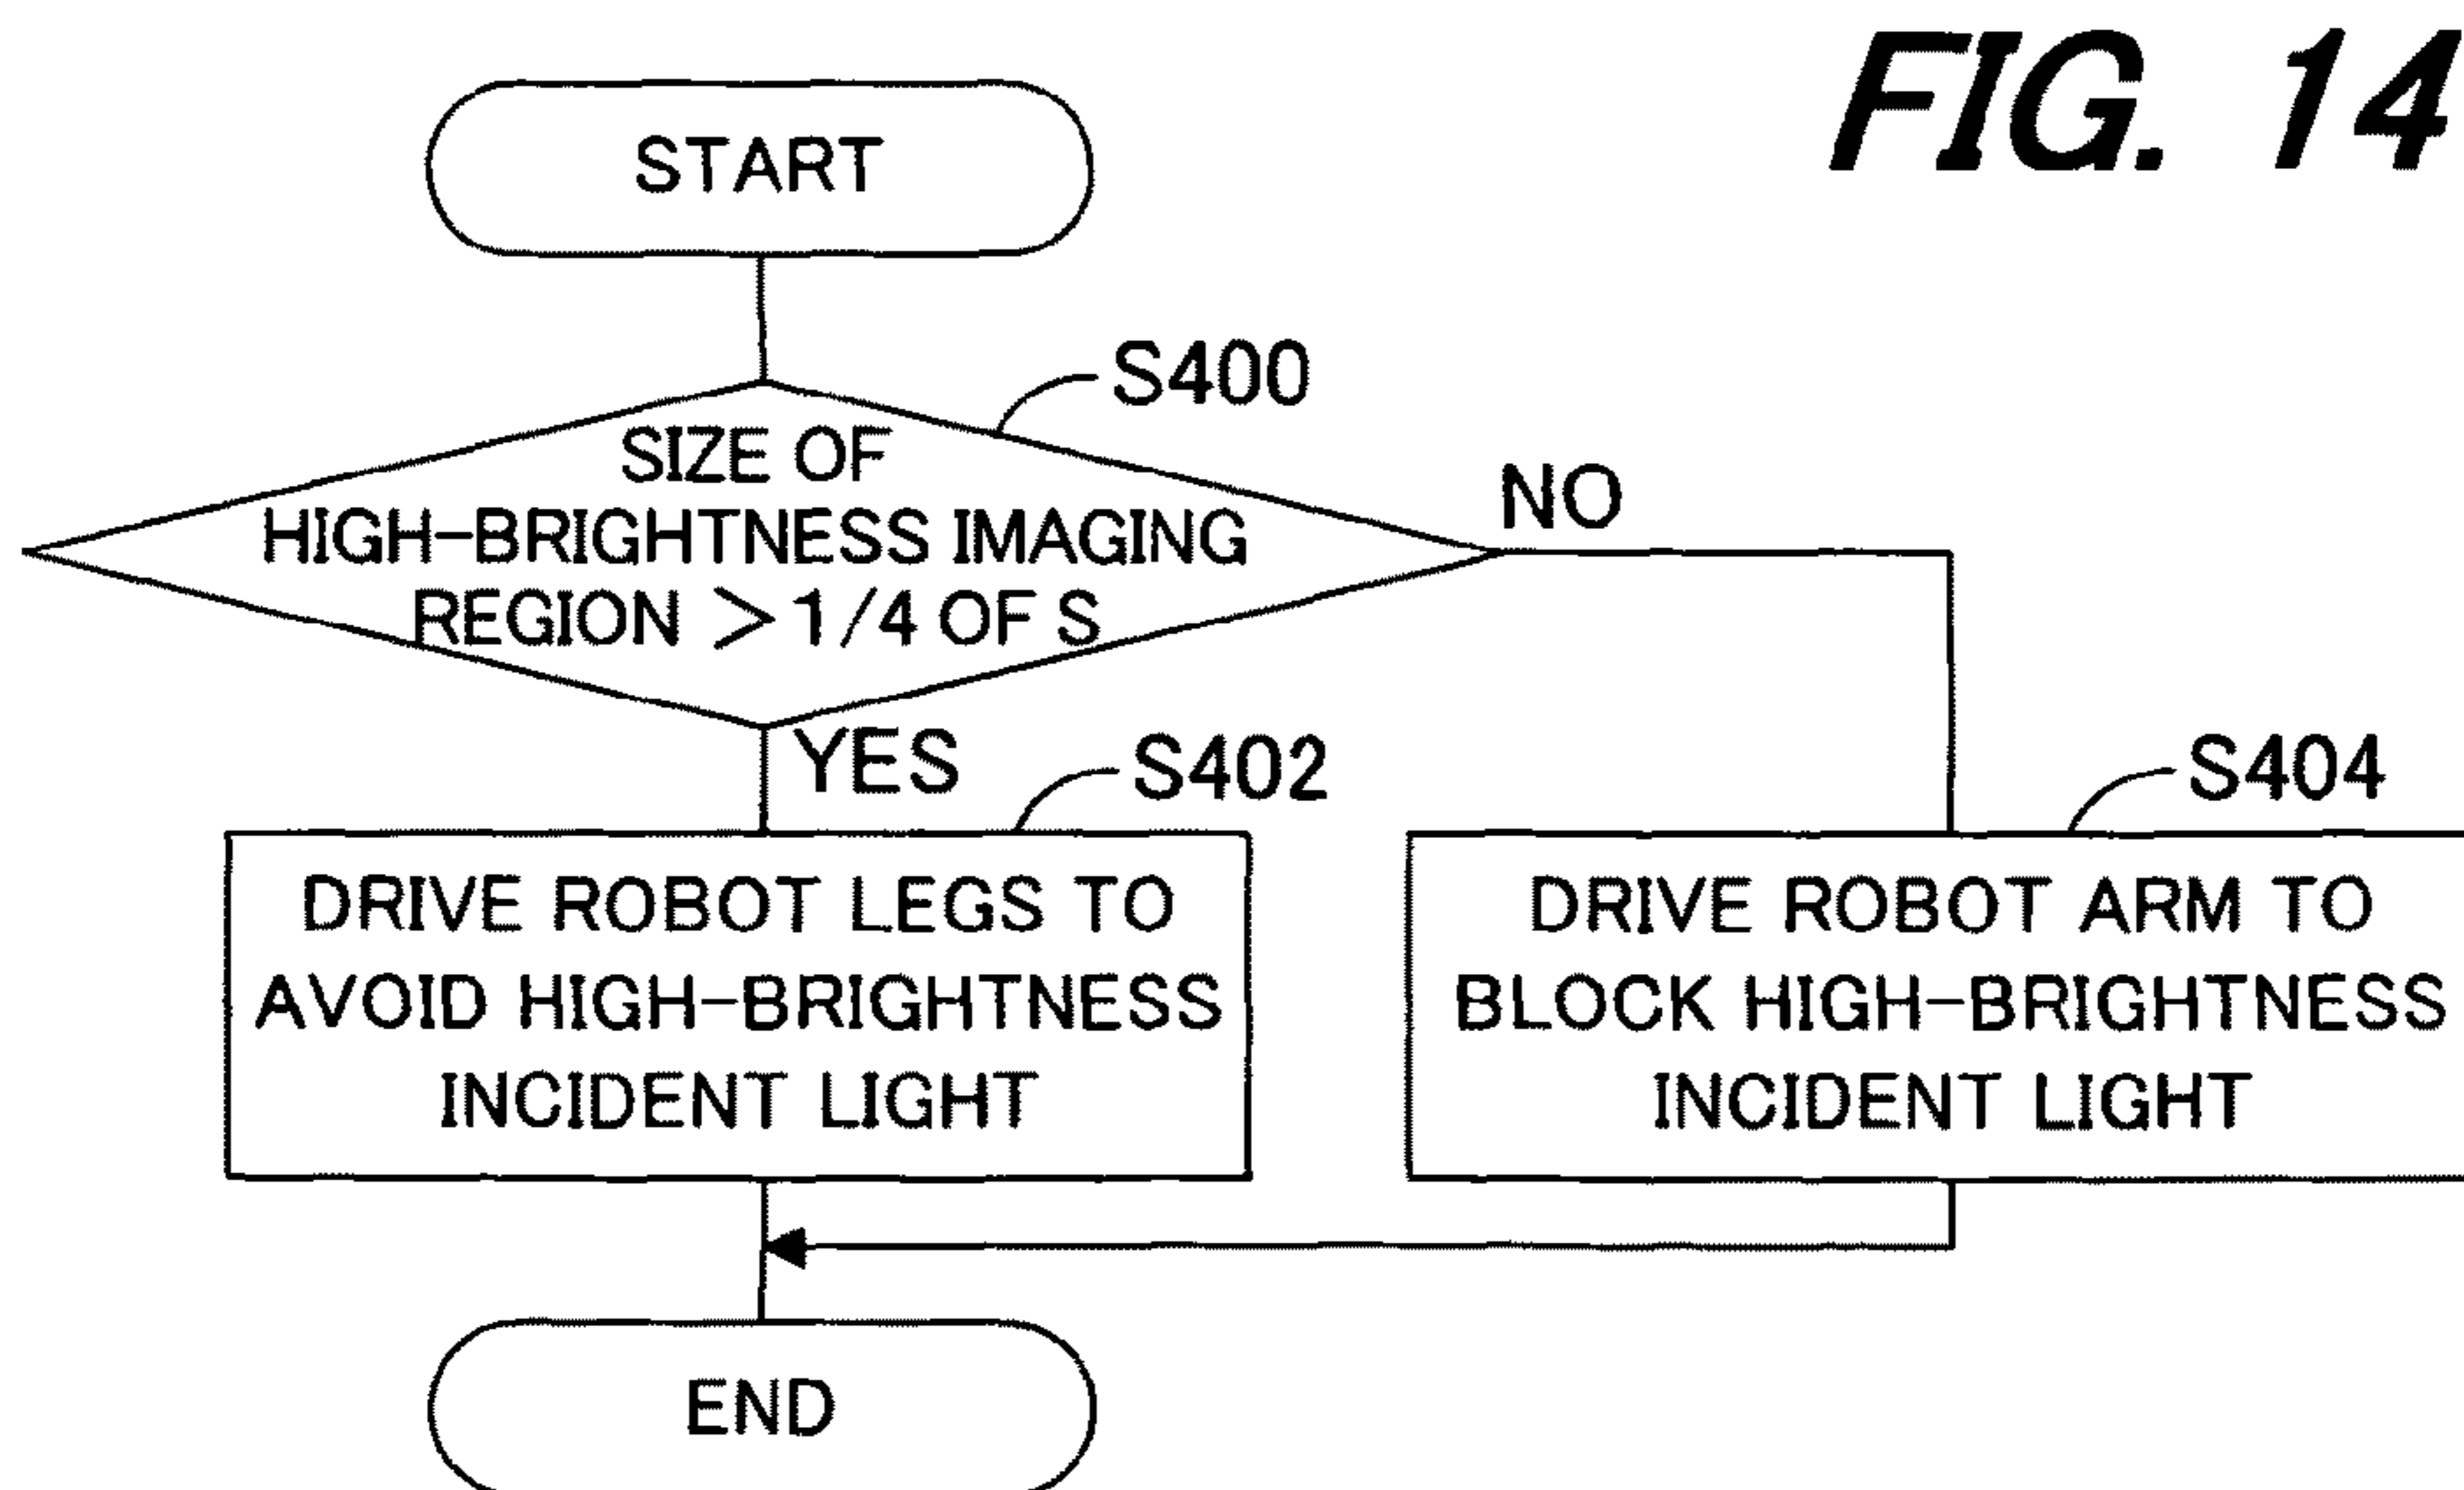 FIG. 14
START
S400
SIZE OF
HIGH-BRIGHTNESS IMAGING
REGION > 1/4 OF S
NO
YES
S402
DRIVE ROBOT LEGS TO
AVOID HIGH-BRIGHTNESS
INCIDENT LIGHT
S404
DRIVE ROBOT ARM TO
BLOCK HIGH-BRIGHTNESS
INCIDENT LIGHT
END